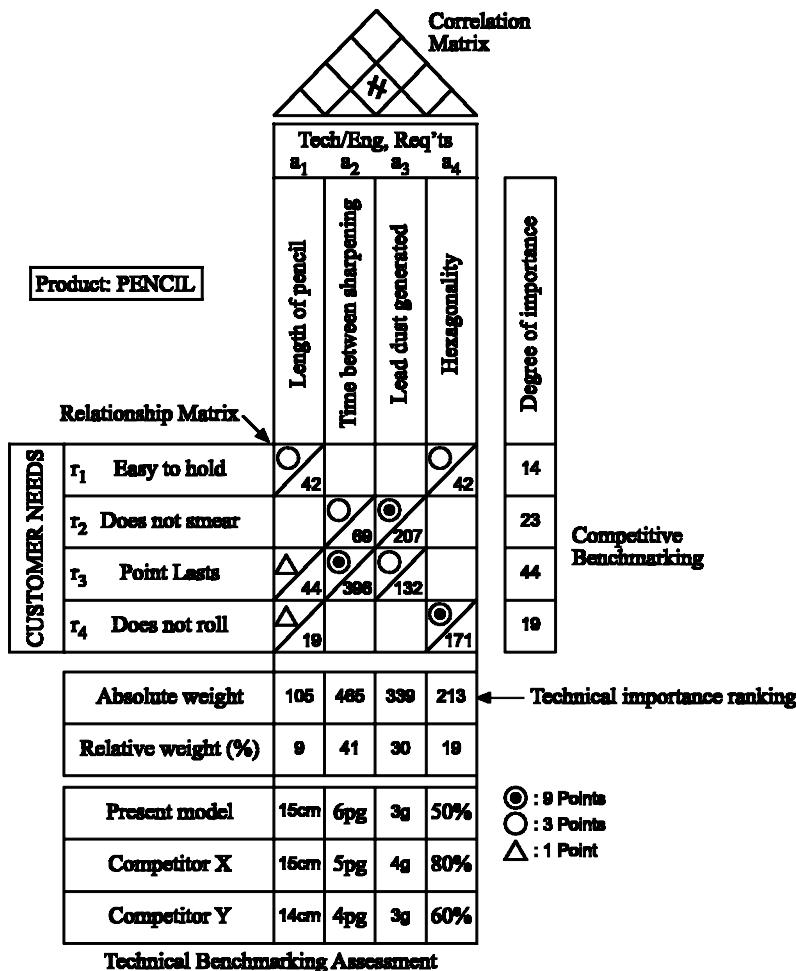 Correlation
Matrix
#
Tech/Eng, Req'ts
a1 a2 a3 a4
Length of pencil
Time between sharpening
Lead dust generated
Hexagonality
Degree of importance
Product: PENCIL
Relationship Matrix
CUSTOMER NEEDS
r1 Easy to hold 42 42 14
r2 Does not smear 69 207 23
r3 Point Lasts 44 396 132 44
r4 Does not roll 19 171 19
Competitive
Benchmarking
Absolute weight 105 465 339 213 Technical importance ranking
Relative weight (%) 9 41 30 19
Present model 15cm 6pg 3g 50%
Competitor X 15cm 5pg 4g 80%
Competitor Y 14cm 4pg 3g 60%
: 9 Points
: 3 Points
: 1 Point
Technical Benchmarking Assessment